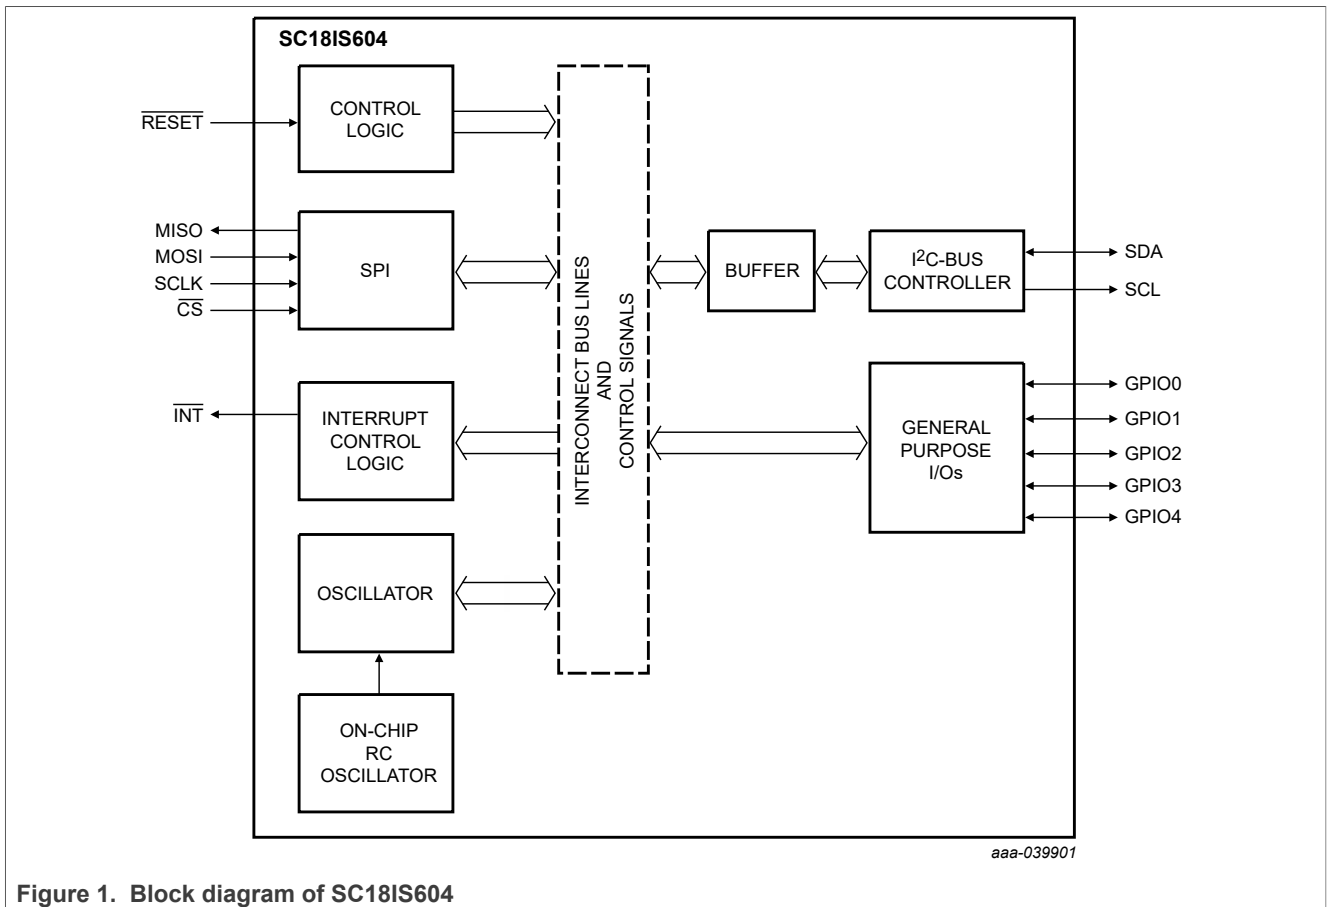 SC18IS604
CONTROL
LOGIC
RESET
MISO
MOSI
SCLK
CS
SPI
INT
INTERRUPT
CONTROL
LOGIC
OSCILLATOR
ON-CHIP
RC
OSCILLATOR
INTERCONNECT BUS LINES
AND
CONTROL SIGNALS
BUFFER
I²C-BUS
CONTROLLER
SDA
SCL
GENERAL
PURPOSE
I/Os
GPIO0
GPIO1
GPIO2
GPIO3
GPIO4
aaa-039901
Figure 1. Block diagram of SC18IS604